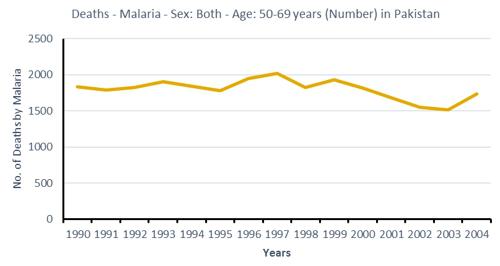 Deaths - Malaria - Sex: Both - Age: 50-69 years (Number) in Pakistan
2500
2000
1500
1000
500
0
No. of Deaths by Malaria
1990 1991 1992 1993 1994 1995 1996 1997 1998 1999 2000 2001 2002 2003 2004
Years